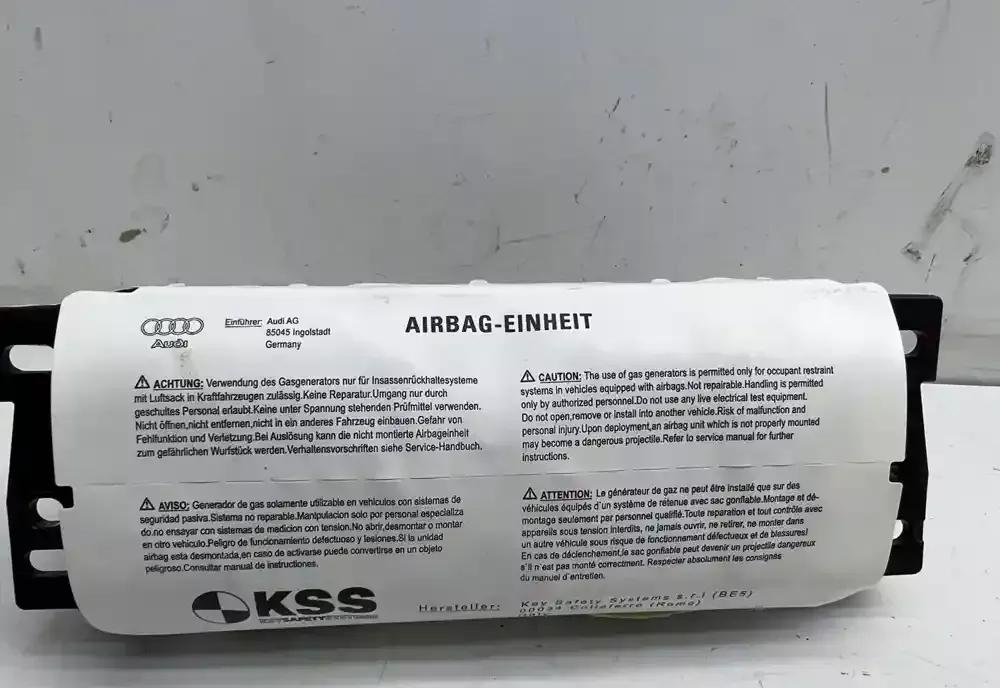 Audi
Einführer: Audi AG
85045 Ingolstadt
Germany
AIRBAG-EINHEIT
ACHTUNG: Verwendung des Gasgenerators nur für Insassenrückhaltesysteme
mit Luftsack in Kraftfahrzeugen zulässig.Keine Reparatur.Umgang nur durch
geschultes Personal erlaubt.Keine unter Spannung stehenden Prüfmittel verwenden.
Nicht öffnen,nicht entfernen,nicht in ein anderes Fahrzeug einbauen.Gefahr von
Fehlfunktion und Verletzung.Bei Auslösung kann die nicht montierte Airbageinheit
zum gefährlichen Wurfstück werden.Verhaltensvorschriften siehe Service-Handbuch.
CAUTION: The use of gas generators is permitted only for occupant restraint
systems in vehicles equipped with airbags.Not repairable.Handling is permitted
only by authorized personnel.Do not use any live electrical test equipment.
Do not open,remove or install into another vehicle.Risk of malfunction and
personal injury.Upon deployment,an airbag unit which is not properly mounted
may become a dangerous projectile.Refer to service manual for further
instructions.
AVISO: Generador de gas solamente utilizable en vehiculos con sistemas de
seguridad pasiva.Sistema no reparable.Manipulacion solo por personal especializa
do.no ensayar con sistemas de medicion con tension.No abrir,desmontar o montar
en otro vehiculo.Peligro de funcionamiento defectuoso y lesiones.Si la unidad
airbag está desmontada,en caso de activarse puede convertirse en un objeto
peligroso.Consultar manual de instrucciones.
ATTENTION: Le générateur de gaz ne peut être installé que sur des
véhicules équipés d'un système de retenue avec sac gonflable.Montage et dé-
montage seulement par personnel qualifié.Toute reparation et tout contrôle avec
appareils sous tension interdits, ne jamais ouvrir, ne retirer, ne monter dans
un autre véhicule sous risque de fonctionnement défectueux et de blessures!
En cas de déclenchement,le sac gonflable peut devenir un projectile dangereux
s'il n'est pas monté correctment. Respecter absolument les consignés
du manuel d'entretien.
KSS
KEY SAFETY SYSTEMS
Hersteller: Key Safety Systems s.r.l (BE5)
00034 Colleferro (Rome)